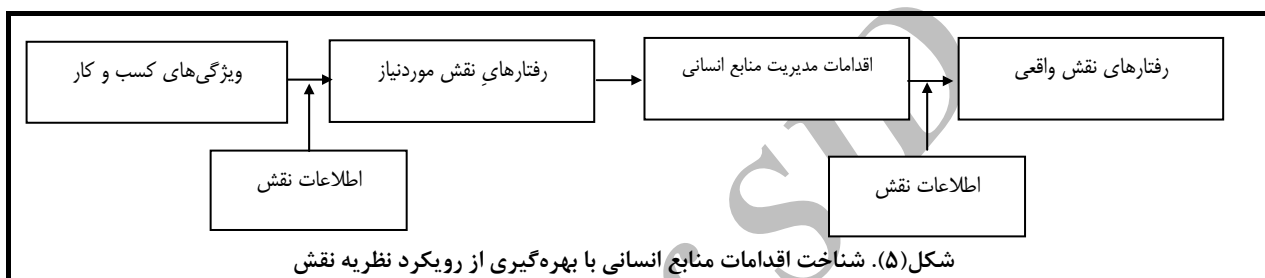 ویژگی‌های کسب و کار
رفتارهایِ نقش موردنیاز
اقدامات مدیریت منابع انسانی
رفتارهای نقش واقعی
اطلاعات نقش
اطلاعات نقش
شکل(۵). شناخت اقدامات منابع انسانی با بهره‌گیری از رویکرد نظریه نقش
SID